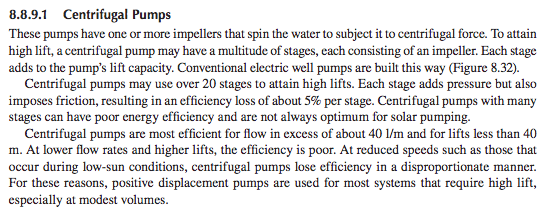 8.8.9.1 Centrifugal Pumps
These pumps have one or more impellers that spin the water to subject it to centrifugal force. To attain
high lift, a centrifugal pump may have a multitude of stages, each consisting of an impeller. Each stage
adds to the pump's lift capacity. Conventional electric well pumps are built this way (Figure 8.32).
Centrifugal pumps may use over 20 stages to attain high lifts. Each stage adds pressure but also
imposes friction, resulting in an efficiency loss of about 5% per stage. Centrifugal pumps with many
stages can have poor energy efficiency and are not always optimum for solar pumping.
Centrifugal pumps are most efficient for flow in excess of about 40 l/m and for lifts less than 40
m. At lower flow rates and higher lifts, the efficiency is poor. At reduced speeds such as those that
occur during low-sun conditions, centrifugal pumps lose efficiency in a disproportionate manner.
For these reasons, positive displacement pumps are used for most systems that require high lift,
especially at modest volumes.